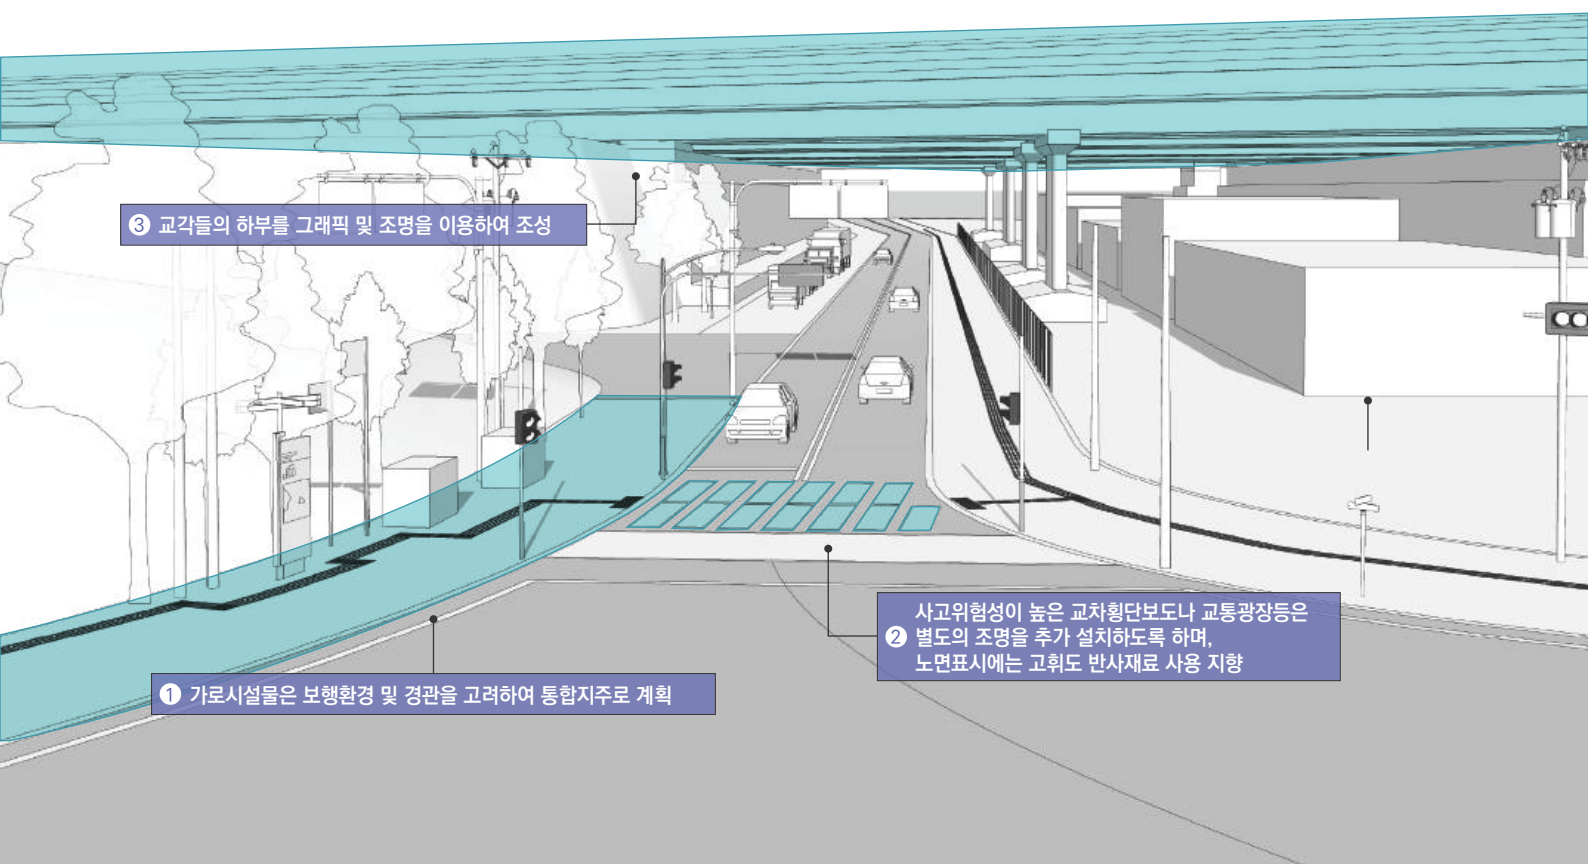 ③ 교각들의 하부를 그래픽 및 조명을 이용하여 조성
사고위험성이 높은 교차횡단보도나 교통광장등은
② 별도의 조명을 추가 설치하도록 하며,
노면표시에는 고휘도 반사재료 사용 지향
① 가로시설물은 보행환경 및 경관을 고려하여 통합지주로 계획